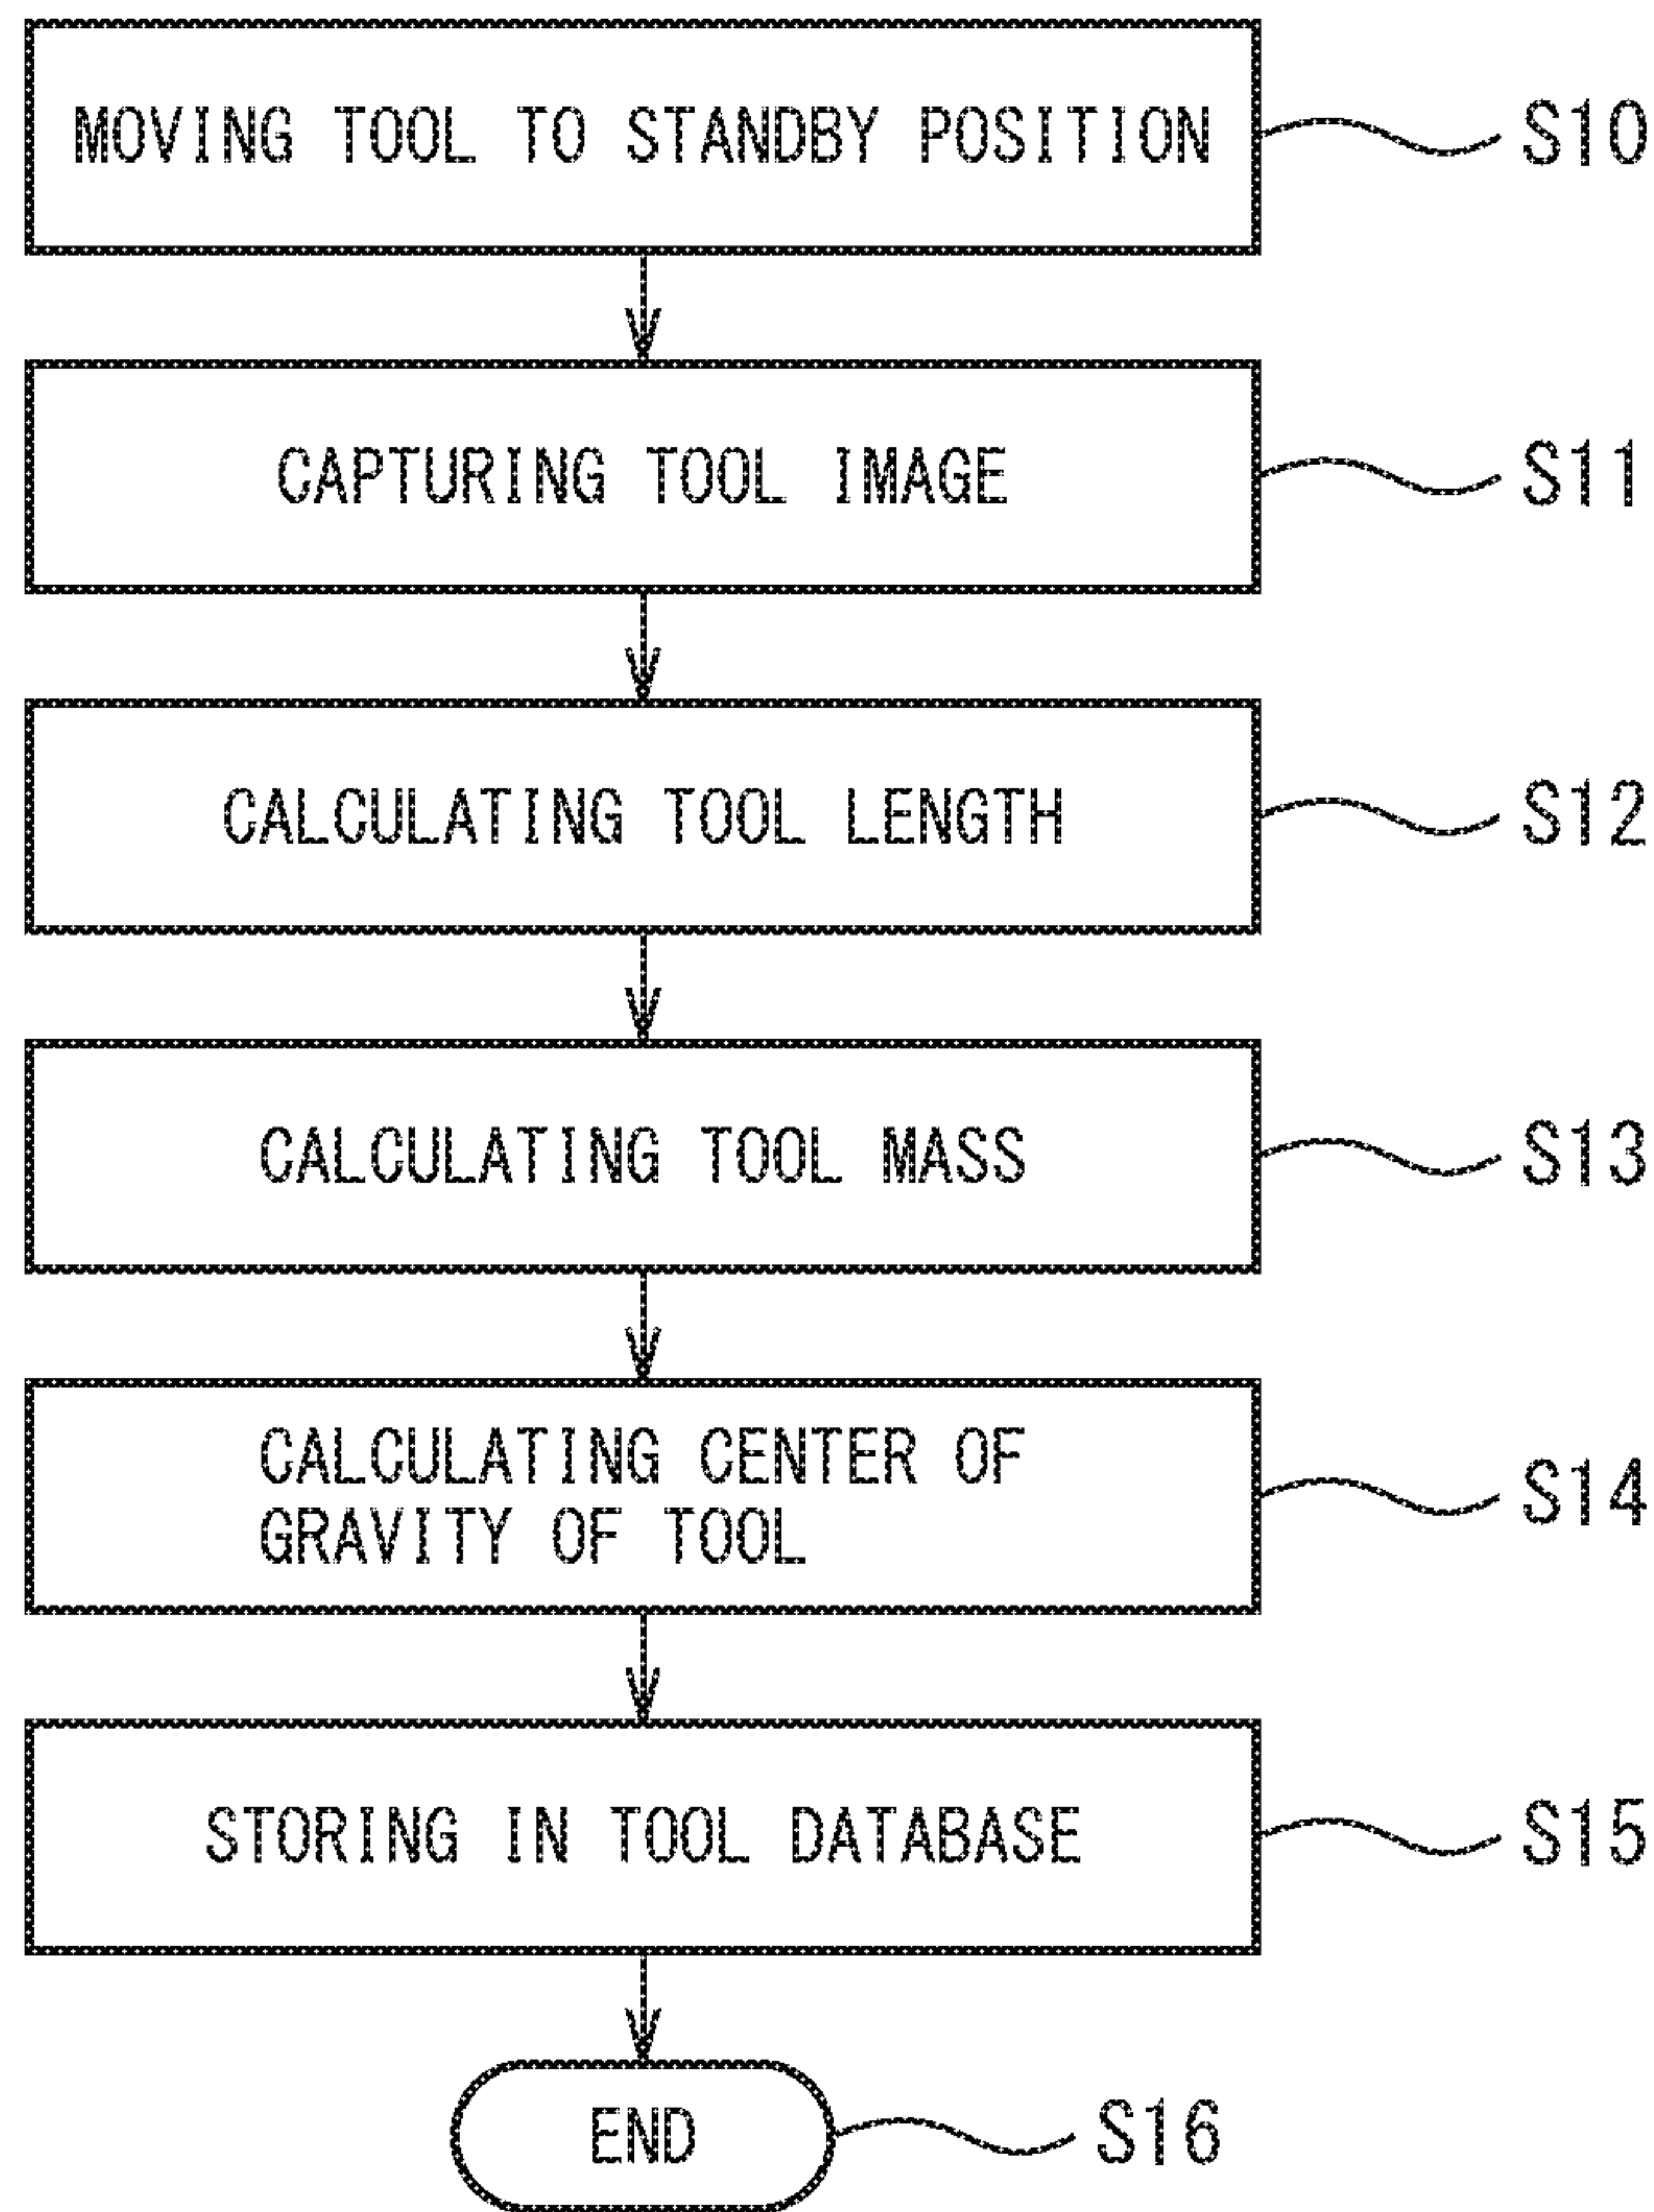 MOVING TOOL TO STANDBY POSITION
S10
CAPTURING TOOL IMAGE
S11
CALCULATING TOOL LENGTH
S12
CALCULATING TOOL MASS
S13
CALCULATING CENTER OF
GRAVITY OF TOOL
S14
STORING IN TOOL DATABASE
S15
END
S16